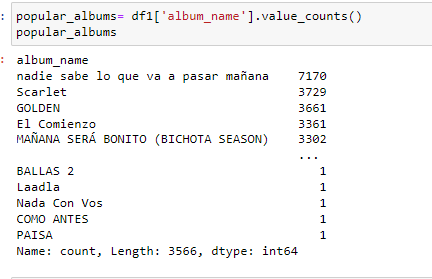 : popular_albums= df1['album_name'].value_counts()
popular_albums
: album_name
nadie sabe lo que va a pasar mañana    7170
Scarlet    3729
GOLDEN    3661
El Comienzo    3361
MAÑANA SERÁ BONITO (BICHOTA SEASON)    3302
...
BALLAS 2    1
Laadla    1
Nada Con Vos    1
COMO ANTES    1
PAISA    1
Name: count, Length: 3566, dtype: int64